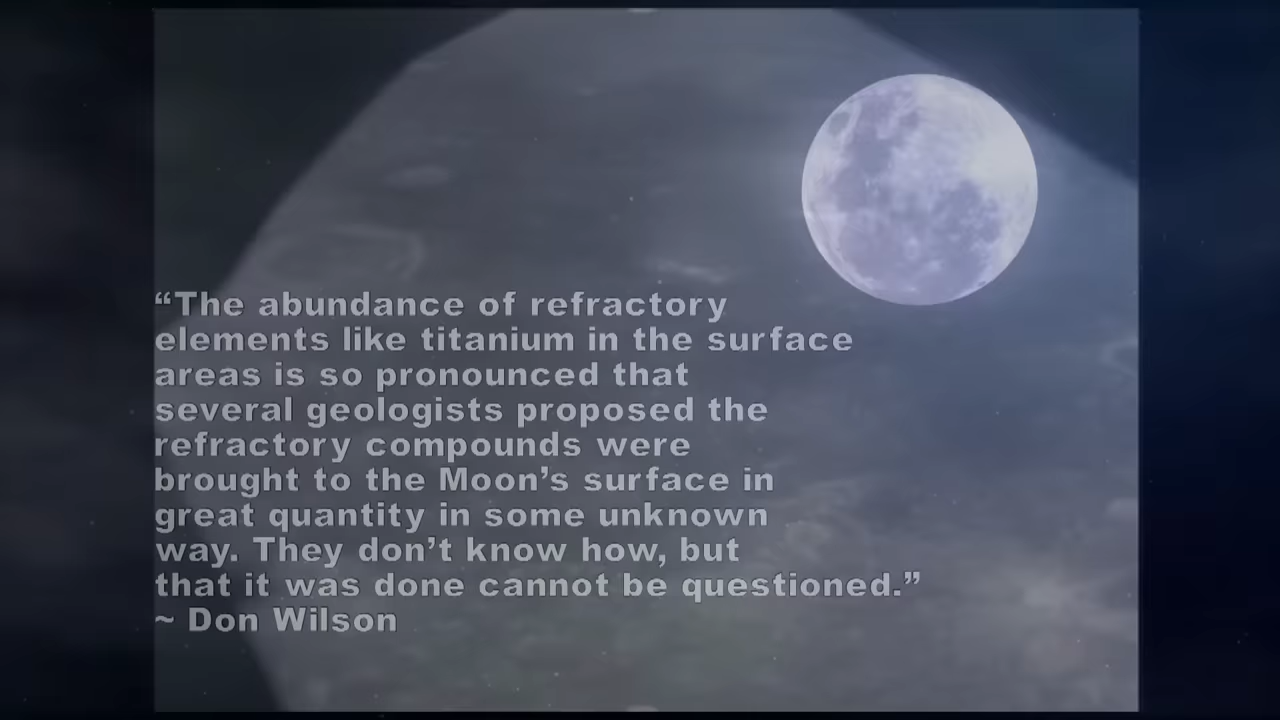 “The abundance of refractory
elements like titanium in the surface
areas is so pronounced that
several geologists proposed the
refractory compounds were
brought to the Moon’s surface in
great quantity in some unknown
way. They don’t know how, but
that it was done cannot be questioned.”
~ Don Wilson